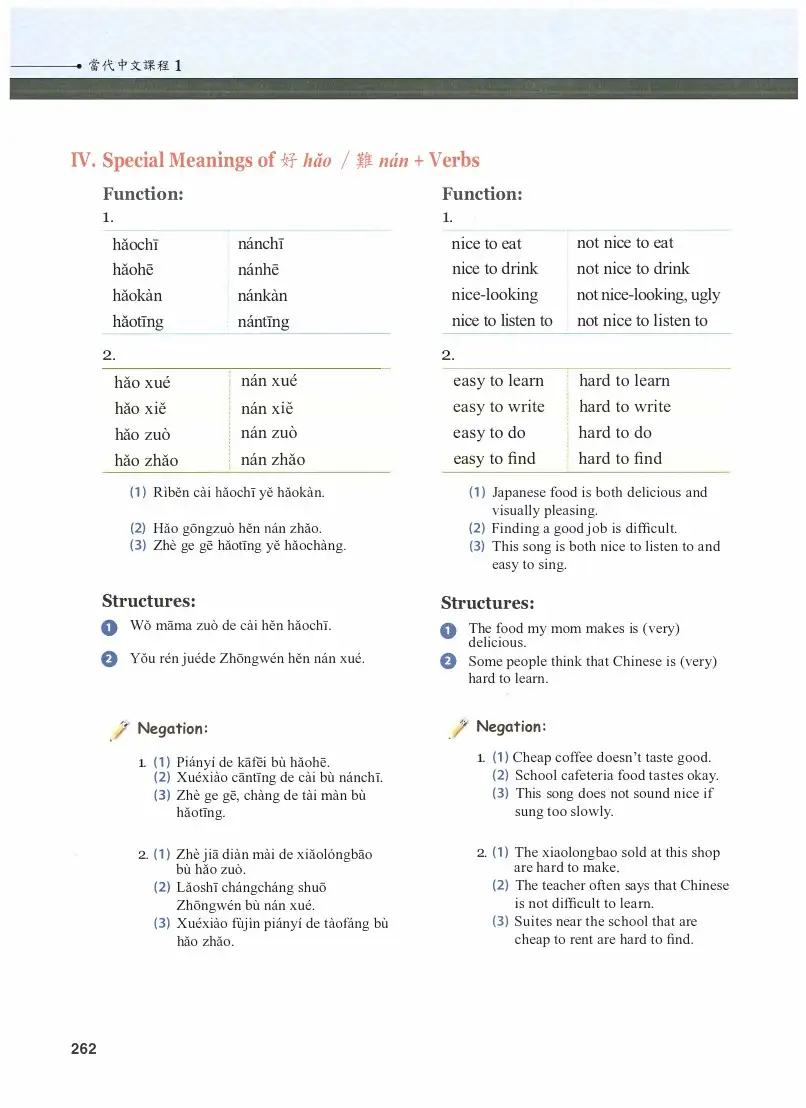 當代中文課程 1
IV. Special Meanings of 好 hǎo / 難 nán + Verbs
Function:
1.
hǎochī nánchī
hǎohē nánhē
hǎokàn nánkàn
hǎotīng nántīng
2.
hǎo xué nán xué
hǎo xiě nán xiě
hǎo zuò nán zuò
hǎo zhǎo nán zhǎo
(1) Rìběn cài hǎochī yě hǎokàn.
(2) Hǎo gōngzuò hěn nán zhǎo.
(3) Zhè ge gē hǎotīng yě hǎochàng.
Structures:
1 Wǒ māma zuò de cài hěn hǎochī.
2 Yǒu rén juéde Zhōngwén hěn nán xué.
Negation:
1. (1) Piányí de kāfēi bù hǎohē.
(2) Xuéxiào cāntīng de cài bù nánchī.
(3) Zhè ge gē, chàng de tài màn bù
hǎotīng.
2. (1) Zhè jiā diàn mài de xiǎolóngbāo
bù hǎo zuò.
(2) Lǎoshī chángcháng shuō
Zhōngwén bù nán xué.
(3) Xuéxiào fùjìn piányí de tàofáng bù
hǎo zhǎo.
Function:
1.
nice to eat not nice to eat
nice to drink not nice to drink
nice-looking not nice-looking, ugly
nice to listen to not nice to listen to
2.
easy to learn hard to learn
easy to write hard to write
easy to do hard to do
easy to find hard to find
(1) Japanese food is both delicious and
visually pleasing.
(2) Finding a good job is difficult.
(3) This song is both nice to listen to and
easy to sing.
Structures:
1 The food my mom makes is (very)
delicious.
2 Some people think that Chinese is (very)
hard to learn.
Negation:
1. (1) Cheap coffee doesn't taste good.
(2) School cafeteria food tastes okay.
(3) This song does not sound nice if
sung too slowly.
2. (1) The xiaolongbao sold at this shop
are hard to make.
(2) The teacher often says that Chinese
is not difficult to learn.
(3) Suites near the school that are
cheap to rent are hard to find.
262